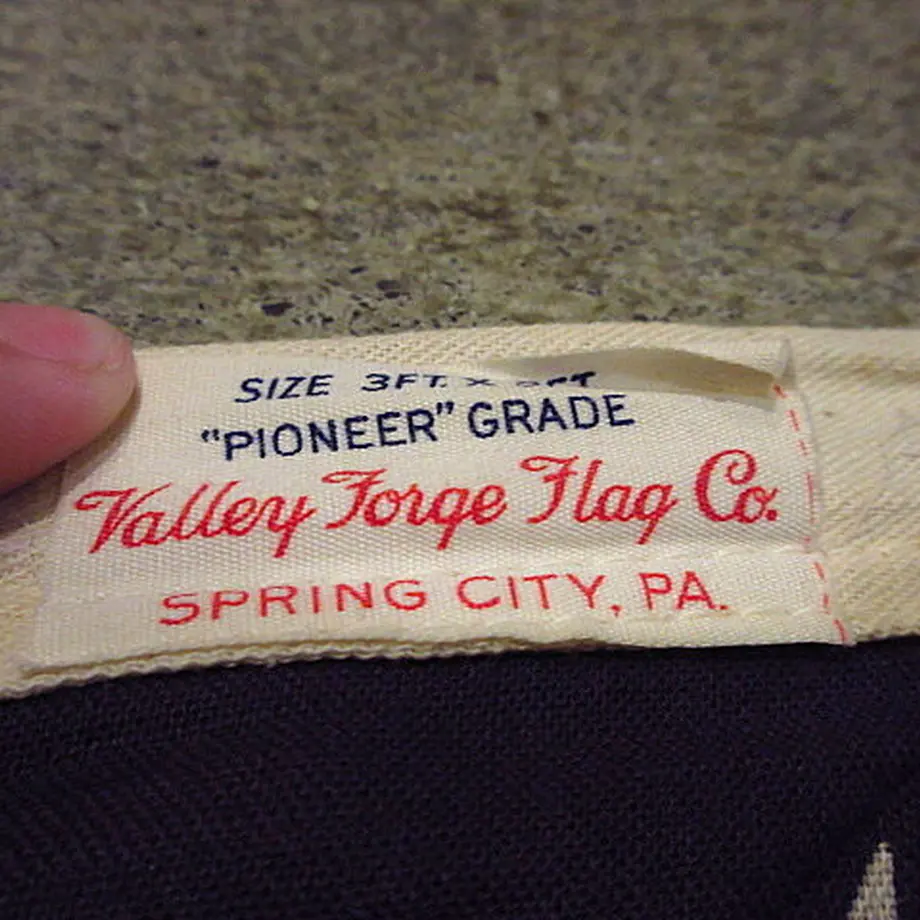 SIZE 3FT. x
"PIONEER" GRADE
Valley Forge Flag Co.
SPRING CITY, PA.